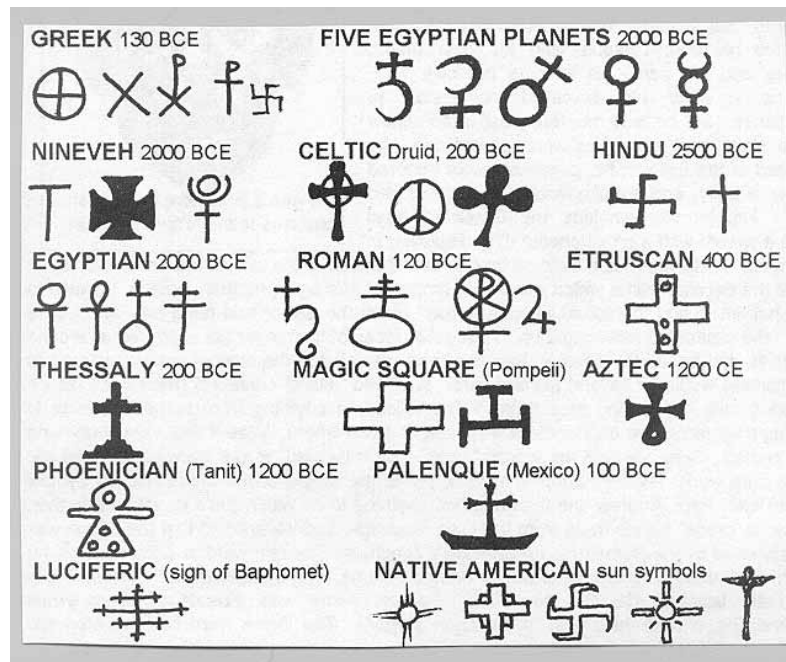 GREEK 130 BCE FIVE EGYPTIAN PLANETS 2000 BCE
NINEVEH 2000 BCE CELTIC Druid, 200 BCE HINDU 2500 BCE
EGYPTIAN 2000 BCE ROMAN 120 BCE ETRUSCAN 400 BCE
THESSALY 200 BCE MAGIC SQUARE (Pompeii) AZTEC 1200 CE
PHOENICIAN (Tanit) 1200 BCE PALENQUE (Mexico) 100 BCE
LUCIFERIC (sign of Baphomet) NATIVE AMERICAN sun symbols